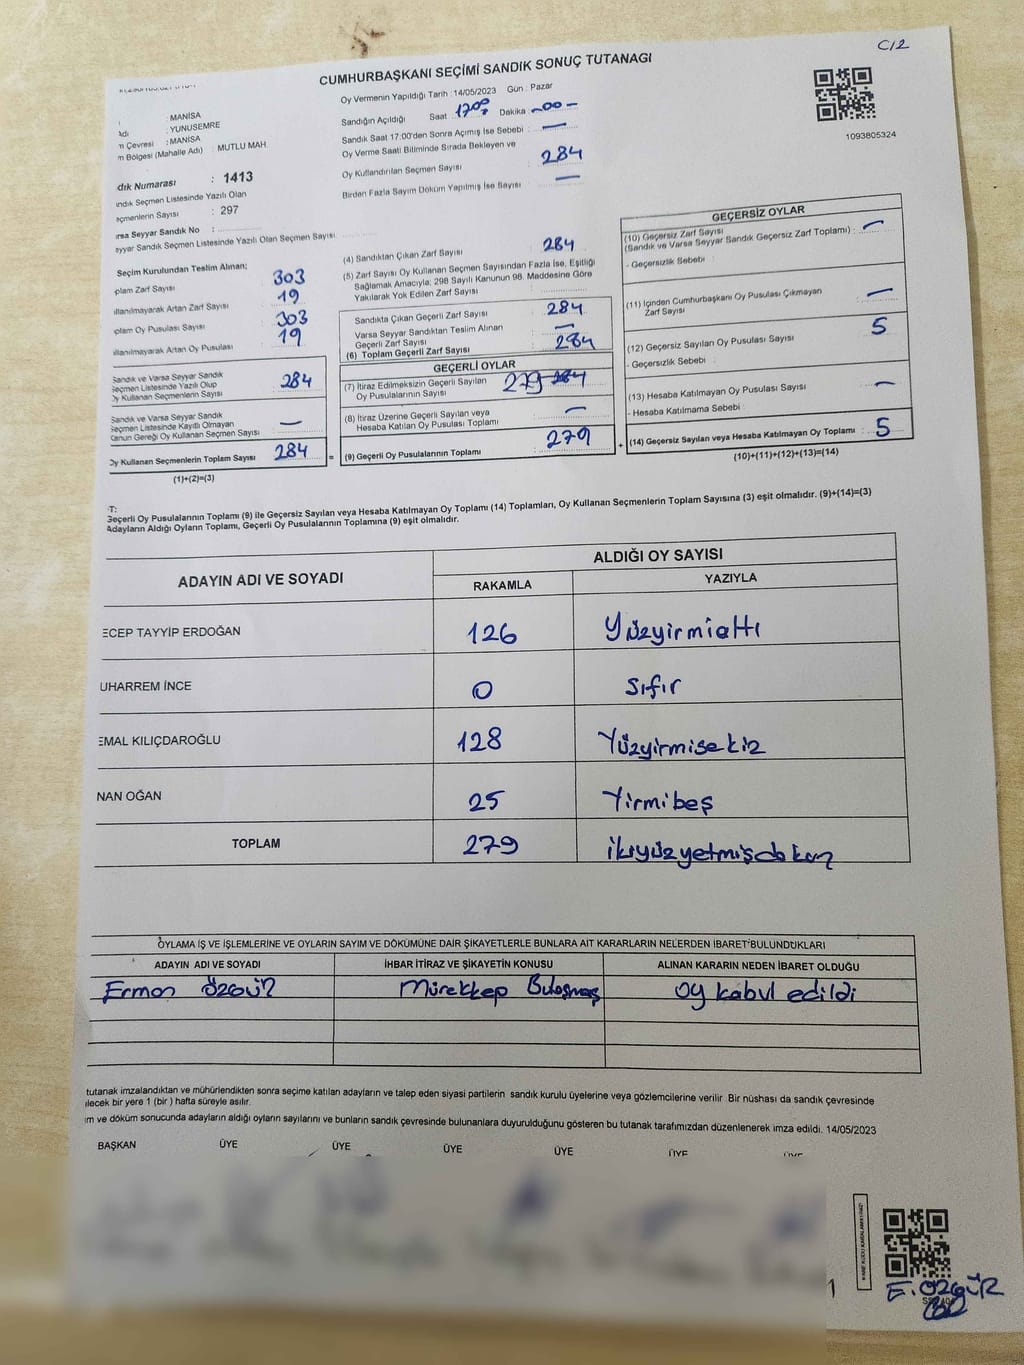 C12
CUMHURBAŞKANI SEÇİMİ SANDIK SONUÇ TUTANAGI
Oy Vermenin Yapıldığı Tarih :14/05/2023 Gün : Pazar
Sandığın Açıldığı Saat 1700 Dakika -00-
Sandık Saat 17:00'den Sonra Açımış İse Sebebi —
Oy Verme Saati Bitiminde Sırada Bekleyen ve
Oy Kullandırılan Seçmen Sayısı 284
Birden Fazla Sayım Döküm Yapılmış İse Sayısı —
1093805324
: MANİSA
Adı : YUNUSEMRE
m Çevresi : MANİSA
m Bölgesi (Mahalle Adı) : MUTLU MAH
dık Numarası : 1413
andık Seçmen Listesinde Yazılı Olan
eçmenlerin Sayısı : 297
arsa Seyyar Sandık No :
eyyar Sandık Seçmen Listesinde Yazılı Olan Seçmen Sayısı
Seçim Kurulundan Teslim Alınan;
plam Zarf Sayısı 303
ıllanılmayarak Artan Zarf Sayısı 19
oplam Oy Pusulası Sayısı 303
ıllanılmayarak Artan Oy Pusulası 19
Sandık ve Varsa Seyyar Sandık
Seçmen Listesinde Yazılı Olup
Oy Kullanan Seçmenlerin Sayısı 284
Sandık ve Varsa Seyyar Sandık
Seçmen Listesinde Kayıtlı Olmayan
Kanun Gereği Oy Kullanan Seçmen Sayısı —
Oy Kullanan Seçmenlerin Toplam Sayısı 284 =
(1)+(2)=(3)
(4) Sandıktan Çıkan Zarf Sayısı 284
(5) Zarf Sayısı Oy Kullanan Seçmen Sayısından Fazla İse, Eşitliği
Sağlamak Amacıyla; 298 Sayılı Kanunun 98. Maddesine Göre
Yakılarak Yok Edilen Zarf Sayısı
Sandıkta Çıkan Geçerli Zarf Sayısı 284
Varsa Seyyar Sandıktan Teslim Alınan
Geçerli Zarf Sayısı —
(6) Toplam Geçerli Zarf Sayısı 284
GEÇERLİ OYLAR
(7) İtiraz Edilmeksizin Geçerli Sayılan
Oy Pusulalarının Sayısı 279 284
(8) İtiraz Üzerine Geçerli Sayılan veya
Hesaba Katılan Oy Pusulası Toplamı —
(9) Geçerli Oy Pusulalarının Toplamı 279 +
GEÇERSİZ OYLAR
(10) Geçersiz Zarf Sayısı
(Sandık ve Varsa Seyyar Sandık Geçersiz Zarf Toplamı) : —
- Geçersizlik Sebebi :
(11) İçinden Cumhurbaşkanı Oy Pusulası Çıkmayan
Zarf Sayısı —
(12) Geçersiz Sayılan Oy Pusulası Sayısı 5
- Geçersizlik Sebebi :
(13) Hesaba Katılmayan Oy Pusulası Sayısı —
- Hesaba Katılmama Sebebi
(14) Geçersiz Sayılan veya Hesaba Katılmayan Oy Toplamı : 5
(10)+(11)+(12)+(13)=(14)
T:
Geçerli Oy Pusulalarının Toplamı (9) ile Geçersiz Sayılan veya Hesaba Katılmayan Oy Toplamı (14) Toplamları, Oy Kullanan Seçmenlerin Toplam Sayısına (3) eşit olmalıdır. (9)+(14)=(3)
Adayların Aldığı Oyların Toplamı, Geçerli Oy Pusulalarının Toplamına (9) eşit olmalıdır.
ADAYIN ADI VE SOYADI ALDIĞI OY SAYISI
RAKAMLA YAZIYLA
ECEP TAYYİP ERDOĞAN 126 Yüzyirmialtı
UHARREM İNCE 0 sıfır
EMAL KILIÇDAROĞLU 128 Yüzyirmisekiz
NAN OĞAN 25 Yirmibeş
TOPLAM 279 ikiyüzyetmişdokuz
OYLAMA İŞ VE İŞLEMLERİNE VE OYLARIN SAYIM VE DÖKÜMÜNE DAİR ŞİKAYETLERLE BUNLARA AİT KARARLARIN NELERDEN İBARET BULUNDUKLARI
ADAYIN ADI VE SOYADI İHBAR İTİRAZ VE ŞİKAYETİN KONUSU ALINAN KARARIN NEDEN İBARET OLDUĞU
Erman ÖZGÜR Mürekkep Bulaşmış oy kabul edildi
tutanak imzalandıktan ve mühürlendikten sonra seçime katılan adayların ve talep eden siyasi partilerin sandık kurulu üyelerine veya gözlemcilerine verilir. Bir nüshası da sandık çevresinde
ilecek bir yere 1 (bir ) hafta süreyle asılır.
ım ve döküm sonucunda adayların aldığı oyların sayılarını ve bunların sandık çevresinde bulunanlara duyurulduğunu gösteren bu tutanak tarafımızdan düzenlenerek imza edildi. 14/05/2023
BAŞKAN ÜYE ÜYE ÜYE ÜYE ÜYE ÜYE
E. ÖZGÜR